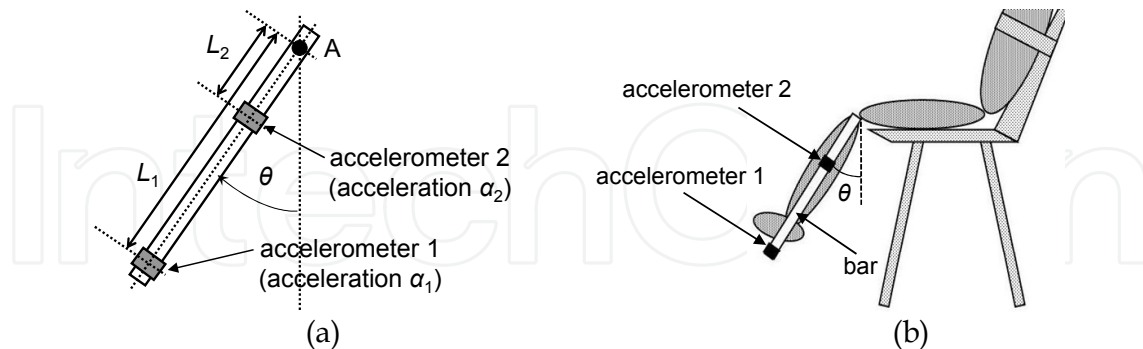 L₂
A
L₁
θ
accelerometer 2
(acceleration α₂)
accelerometer 1
(acceleration α₁)
(a)
accelerometer 2
accelerometer 1
θ
bar
(b)